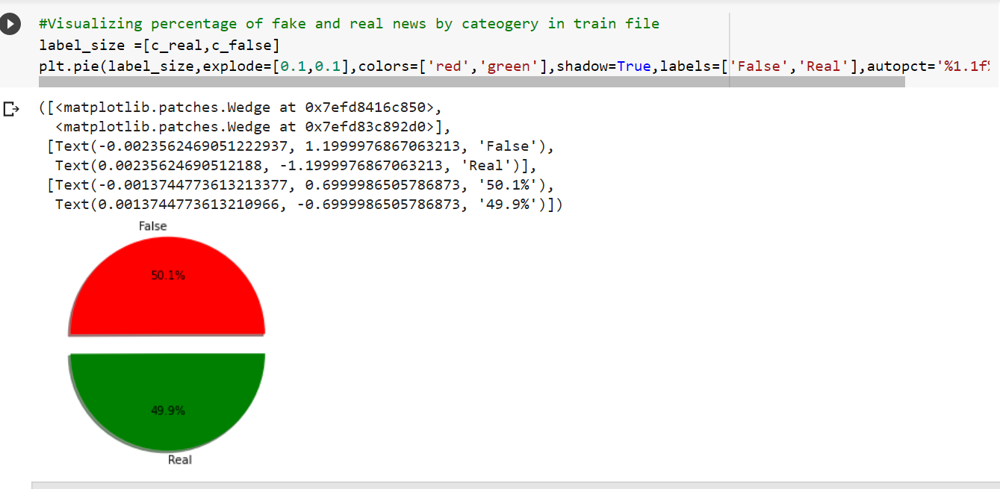 #Visualizing percentage of fake and real news by cateogery in train file
label_size =[c_real,c_false]
plt.pie(label_size,explode=[0.1,0.1],colors=['red','green'],shadow=True,labels=['False','Real'],autopct='%1.1f%
([<matplotlib.patches.Wedge at 0x7efd8416c850>,
<matplotlib.patches.Wedge at 0x7efd83c892d0>],
[Text(-0.0023562469051222937, 1.1999976867063213, 'False'),
Text(0.00235624690512188, -1.1999976867063213, 'Real')],
[Text(-0.0013744773613213377, 0.6999986505786873, '50.1%'),
Text(0.0013744773613210966, -0.6999986505786873, '49.9%')])
False
50.1%
49.9%
Real